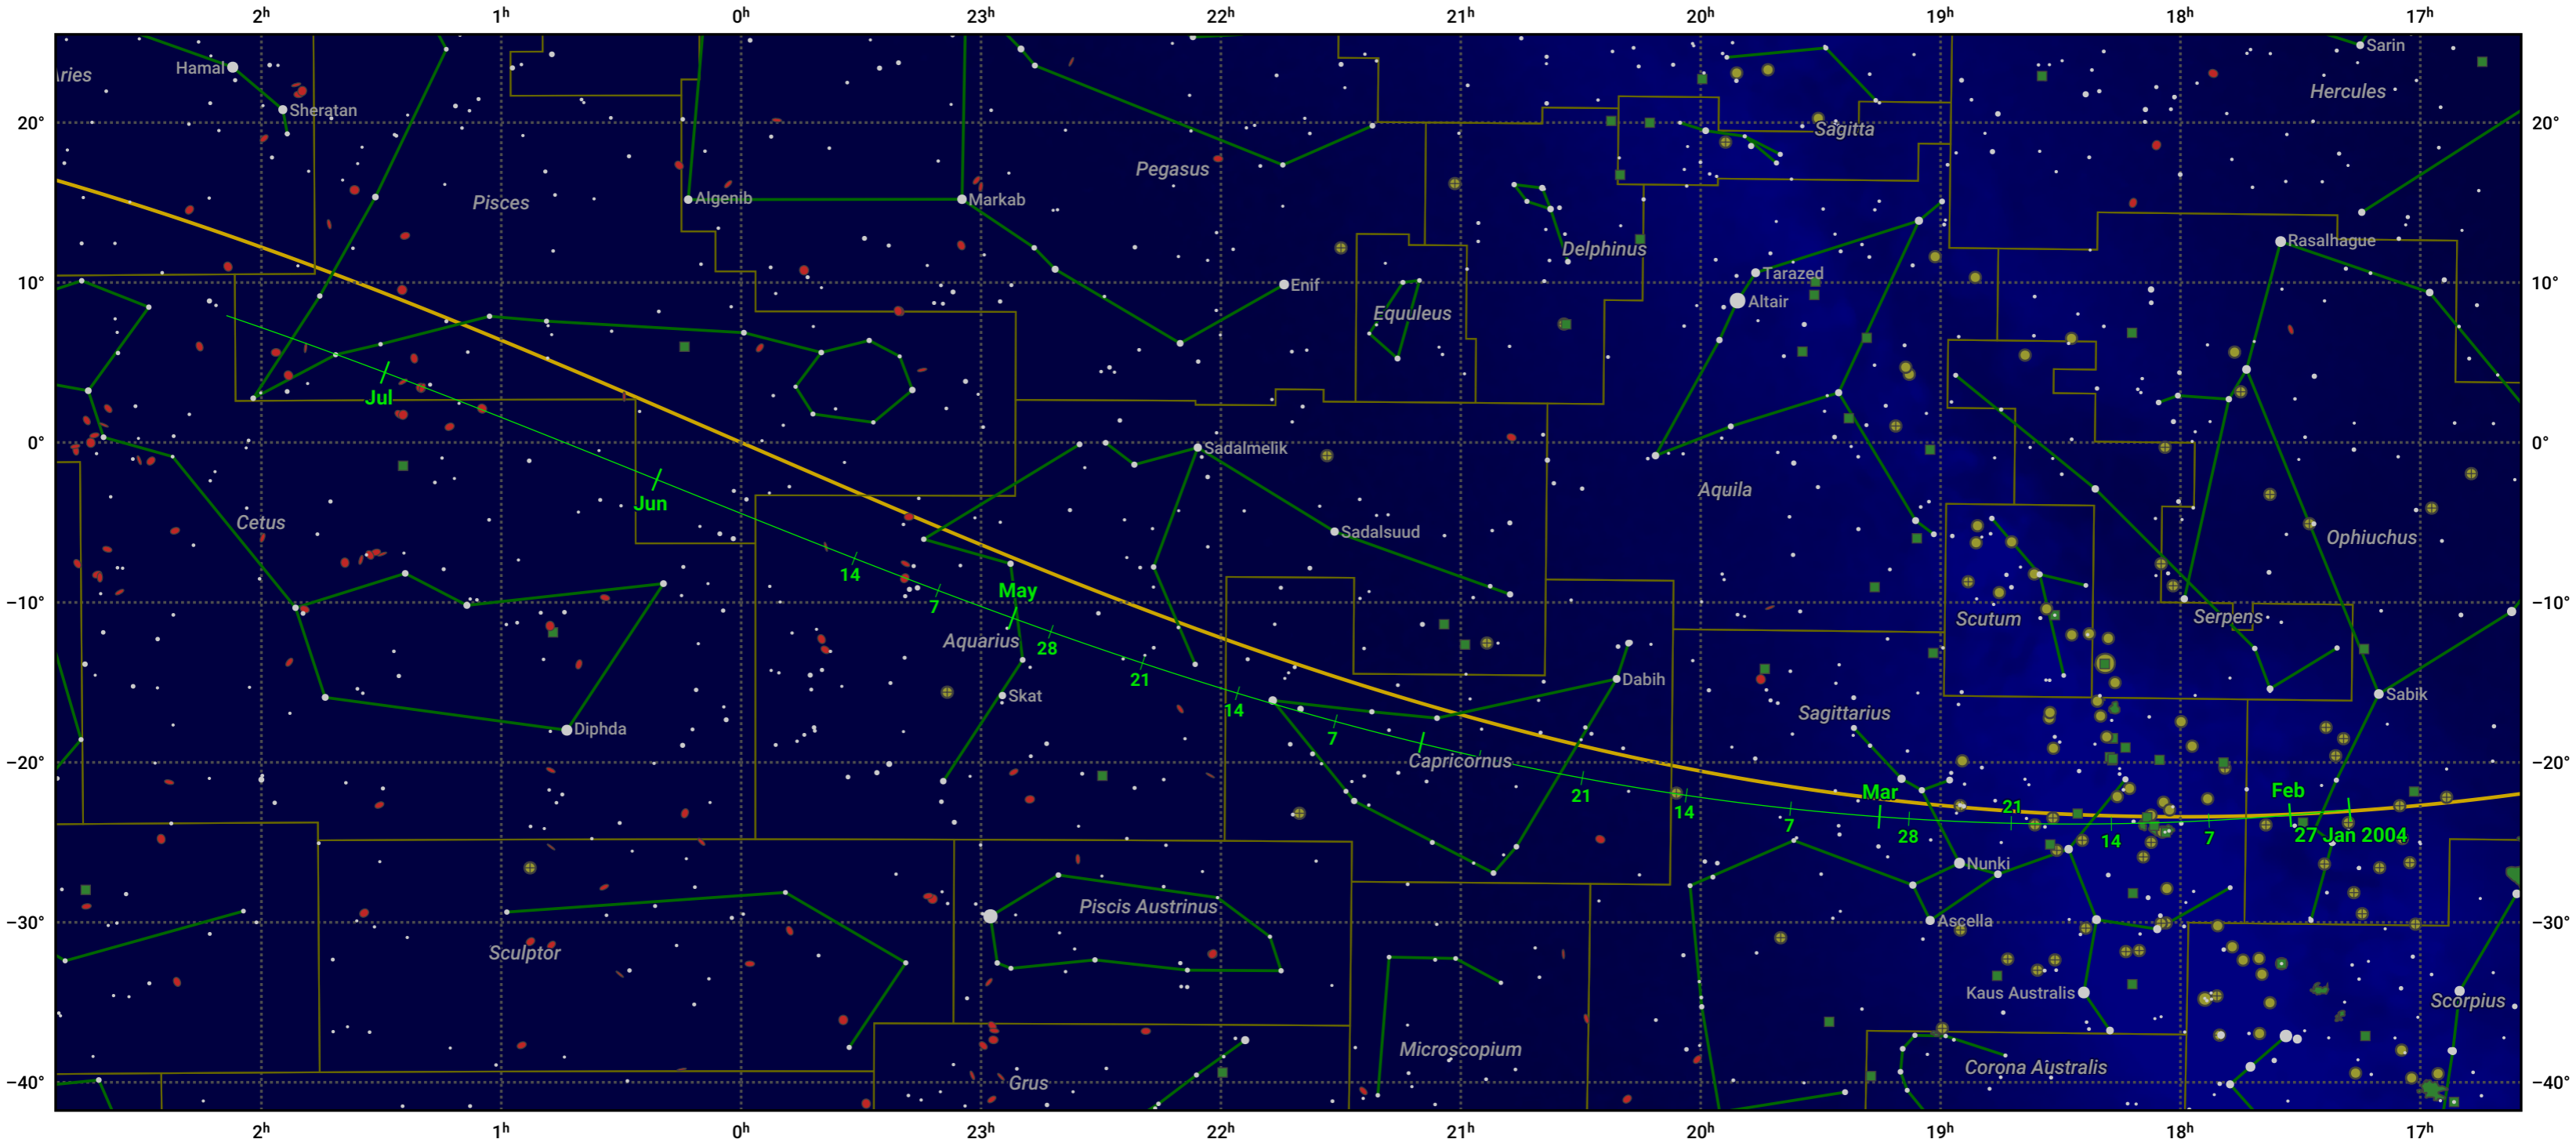 2ʰ 1ʰ 0ʰ 23ʰ 22ʰ 21ʰ 20ʰ 19ʰ 18ʰ 17ʰ
Sarin
Hamal
ries
Hercules
Sheratan
20° 20°
Sagitta
Pegasus
Pisces
Algenib
Markab
Rasalhague
Delphinus
Tarazed
10° 10°
Enif
Altair
Equuleus
Jul
0° 0°
Sadalmelik
Aquila
Jun
Cetus
Sadalsuud
Ophiuchus
14
May
7
−10° −10°
Scutum
Serpens
Aquarius
28
21
Dabih
Skat
Sabik
14
Sagittarius
Diphda
7
Capricornus
−20° −20°
Feb
Mar
21
21
14
7
27 Jan 2004
28
14
7
Nunki
Piscis Austrinus
Ascella
−30° −30°
Sculptor
Kaus Australis
Scorpius
Microscopium
Corona Australis
Grus
−40° −40°
2ʰ 1ʰ 0ʰ 23ʰ 22ʰ 21ʰ 20ʰ 19ʰ 18ʰ 17ʰ